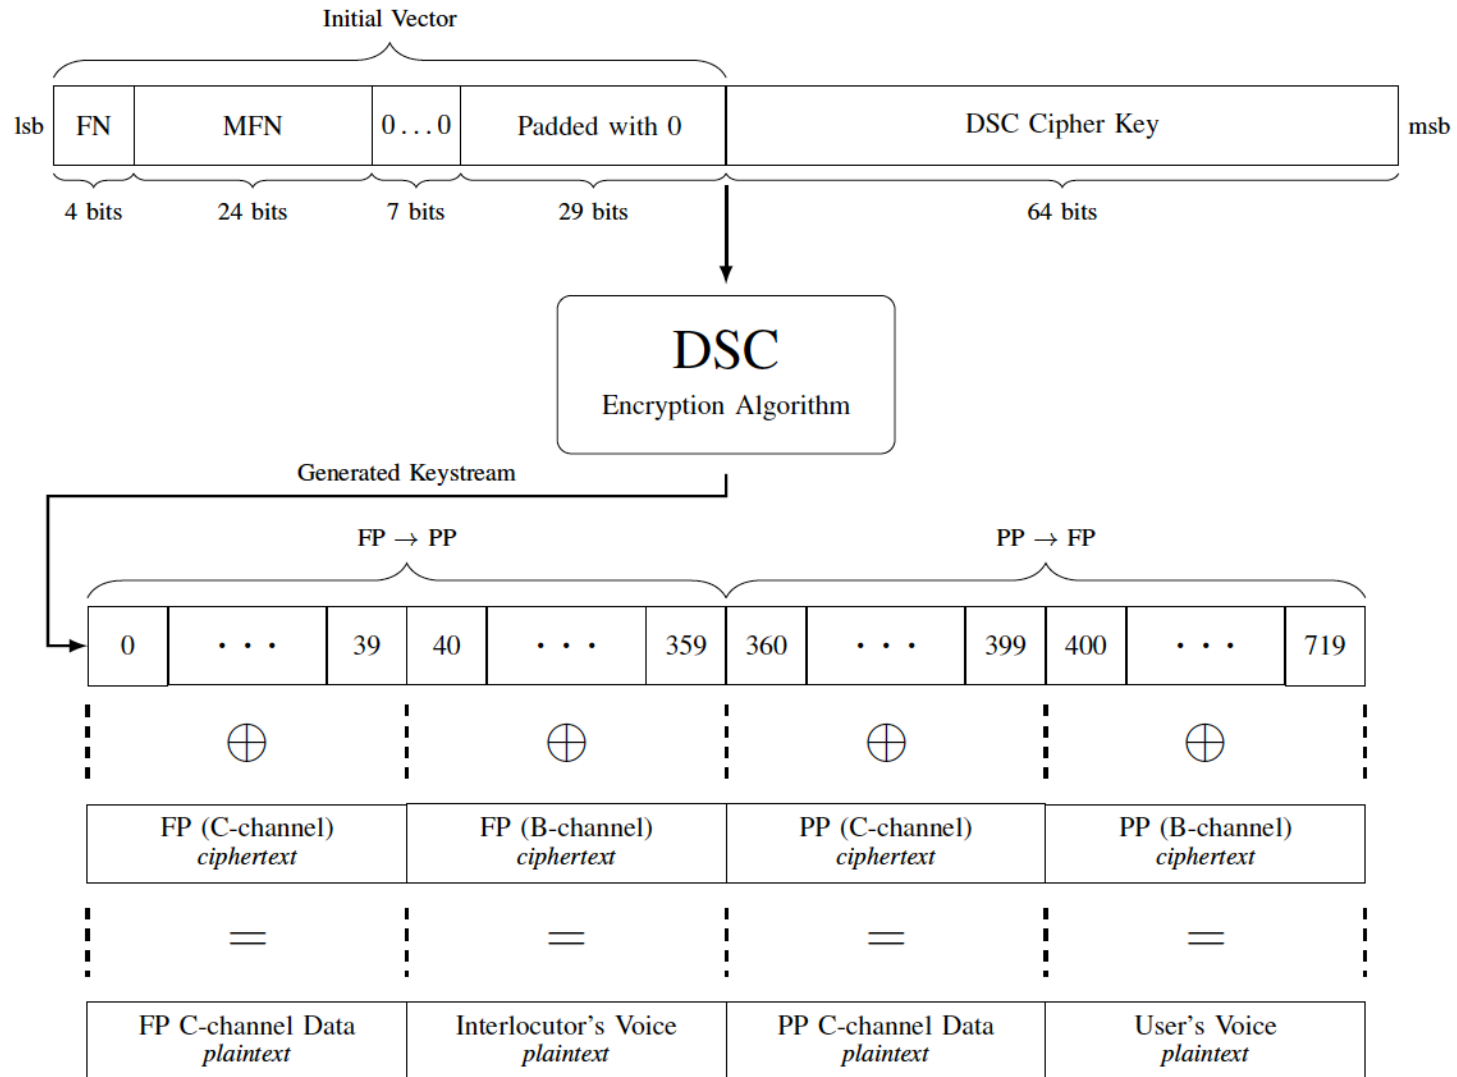 Initial Vector
lsb FN MFN 0...0 Padded with 0 DSC Cipher Key msb
4 bits 24 bits 7 bits 29 bits 64 bits
DSC
Encryption Algorithm
Generated Keystream
FP → PP PP → FP
0 ··· 39 40 ··· 359 360 ··· 399 400 ··· 719
⊕ ⊕ ⊕ ⊕
FP (C-channel) FP (B-channel) PP (C-channel) PP (B-channel)
ciphertext ciphertext ciphertext ciphertext
= = = =
FP C-channel Data Interlocutor's Voice PP C-channel Data User's Voice
plaintext plaintext plaintext plaintext